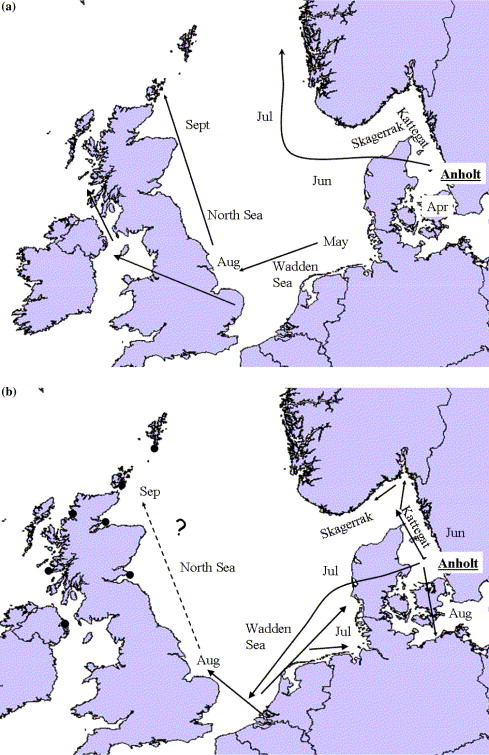 (a)
Sept
Jul
Skagerrak
Kattegat
Anholt
Jun
Apr
North Sea
May
Aug
Wadden
Sea
(b)
Sep
?
Skagerrak
Kattegat
Jun
North Sea
Jul
Anholt
Aug
Wadden
Sea
Jul
Aug